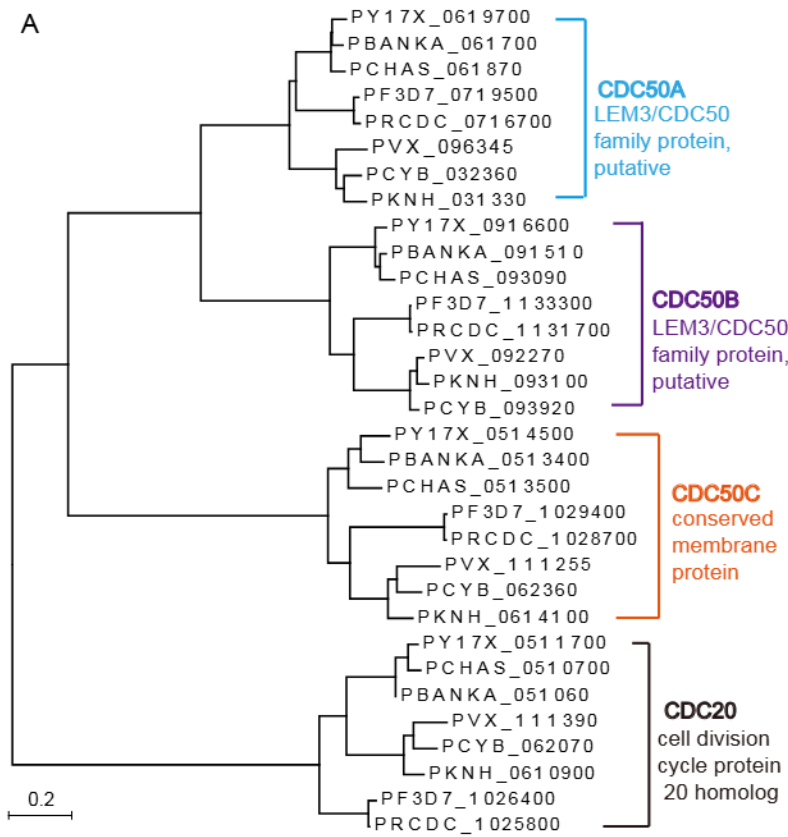 A
PY17X_0619700
PBANKA_061700
PCHAS_061870
PF3D7_0719500
PRCDC_0716700
PVX_096345
PCYB_032360
PKNH_031330
CDC50A
LEM3/CDC50
family protein,
putative
PY17X_0916600
PBANKA_091510
PCHAS_093090
PF3D7_1133300
PRCDC_1131700
PVX_092270
PKNH_093100
PCYB_093920
CDC50B
LEM3/CDC50
family protein,
putative
PY17X_0514500
PBANKA_0513400
PCHAS_0513500
PF3D7_1029400
PRCDC_1028700
PVX_111255
PCYB_062360
PKNH_0614100
CDC50C
conserved
membrane
protein
PY17X_0511700
PCHAS_0510700
PBANKA_051060
PVX_111390
PCYB_062070
PKNH_0610900
PF3D7_1026400
PRCDC_1025800
CDC20
cell division
cycle protein
20 homolog
0.2